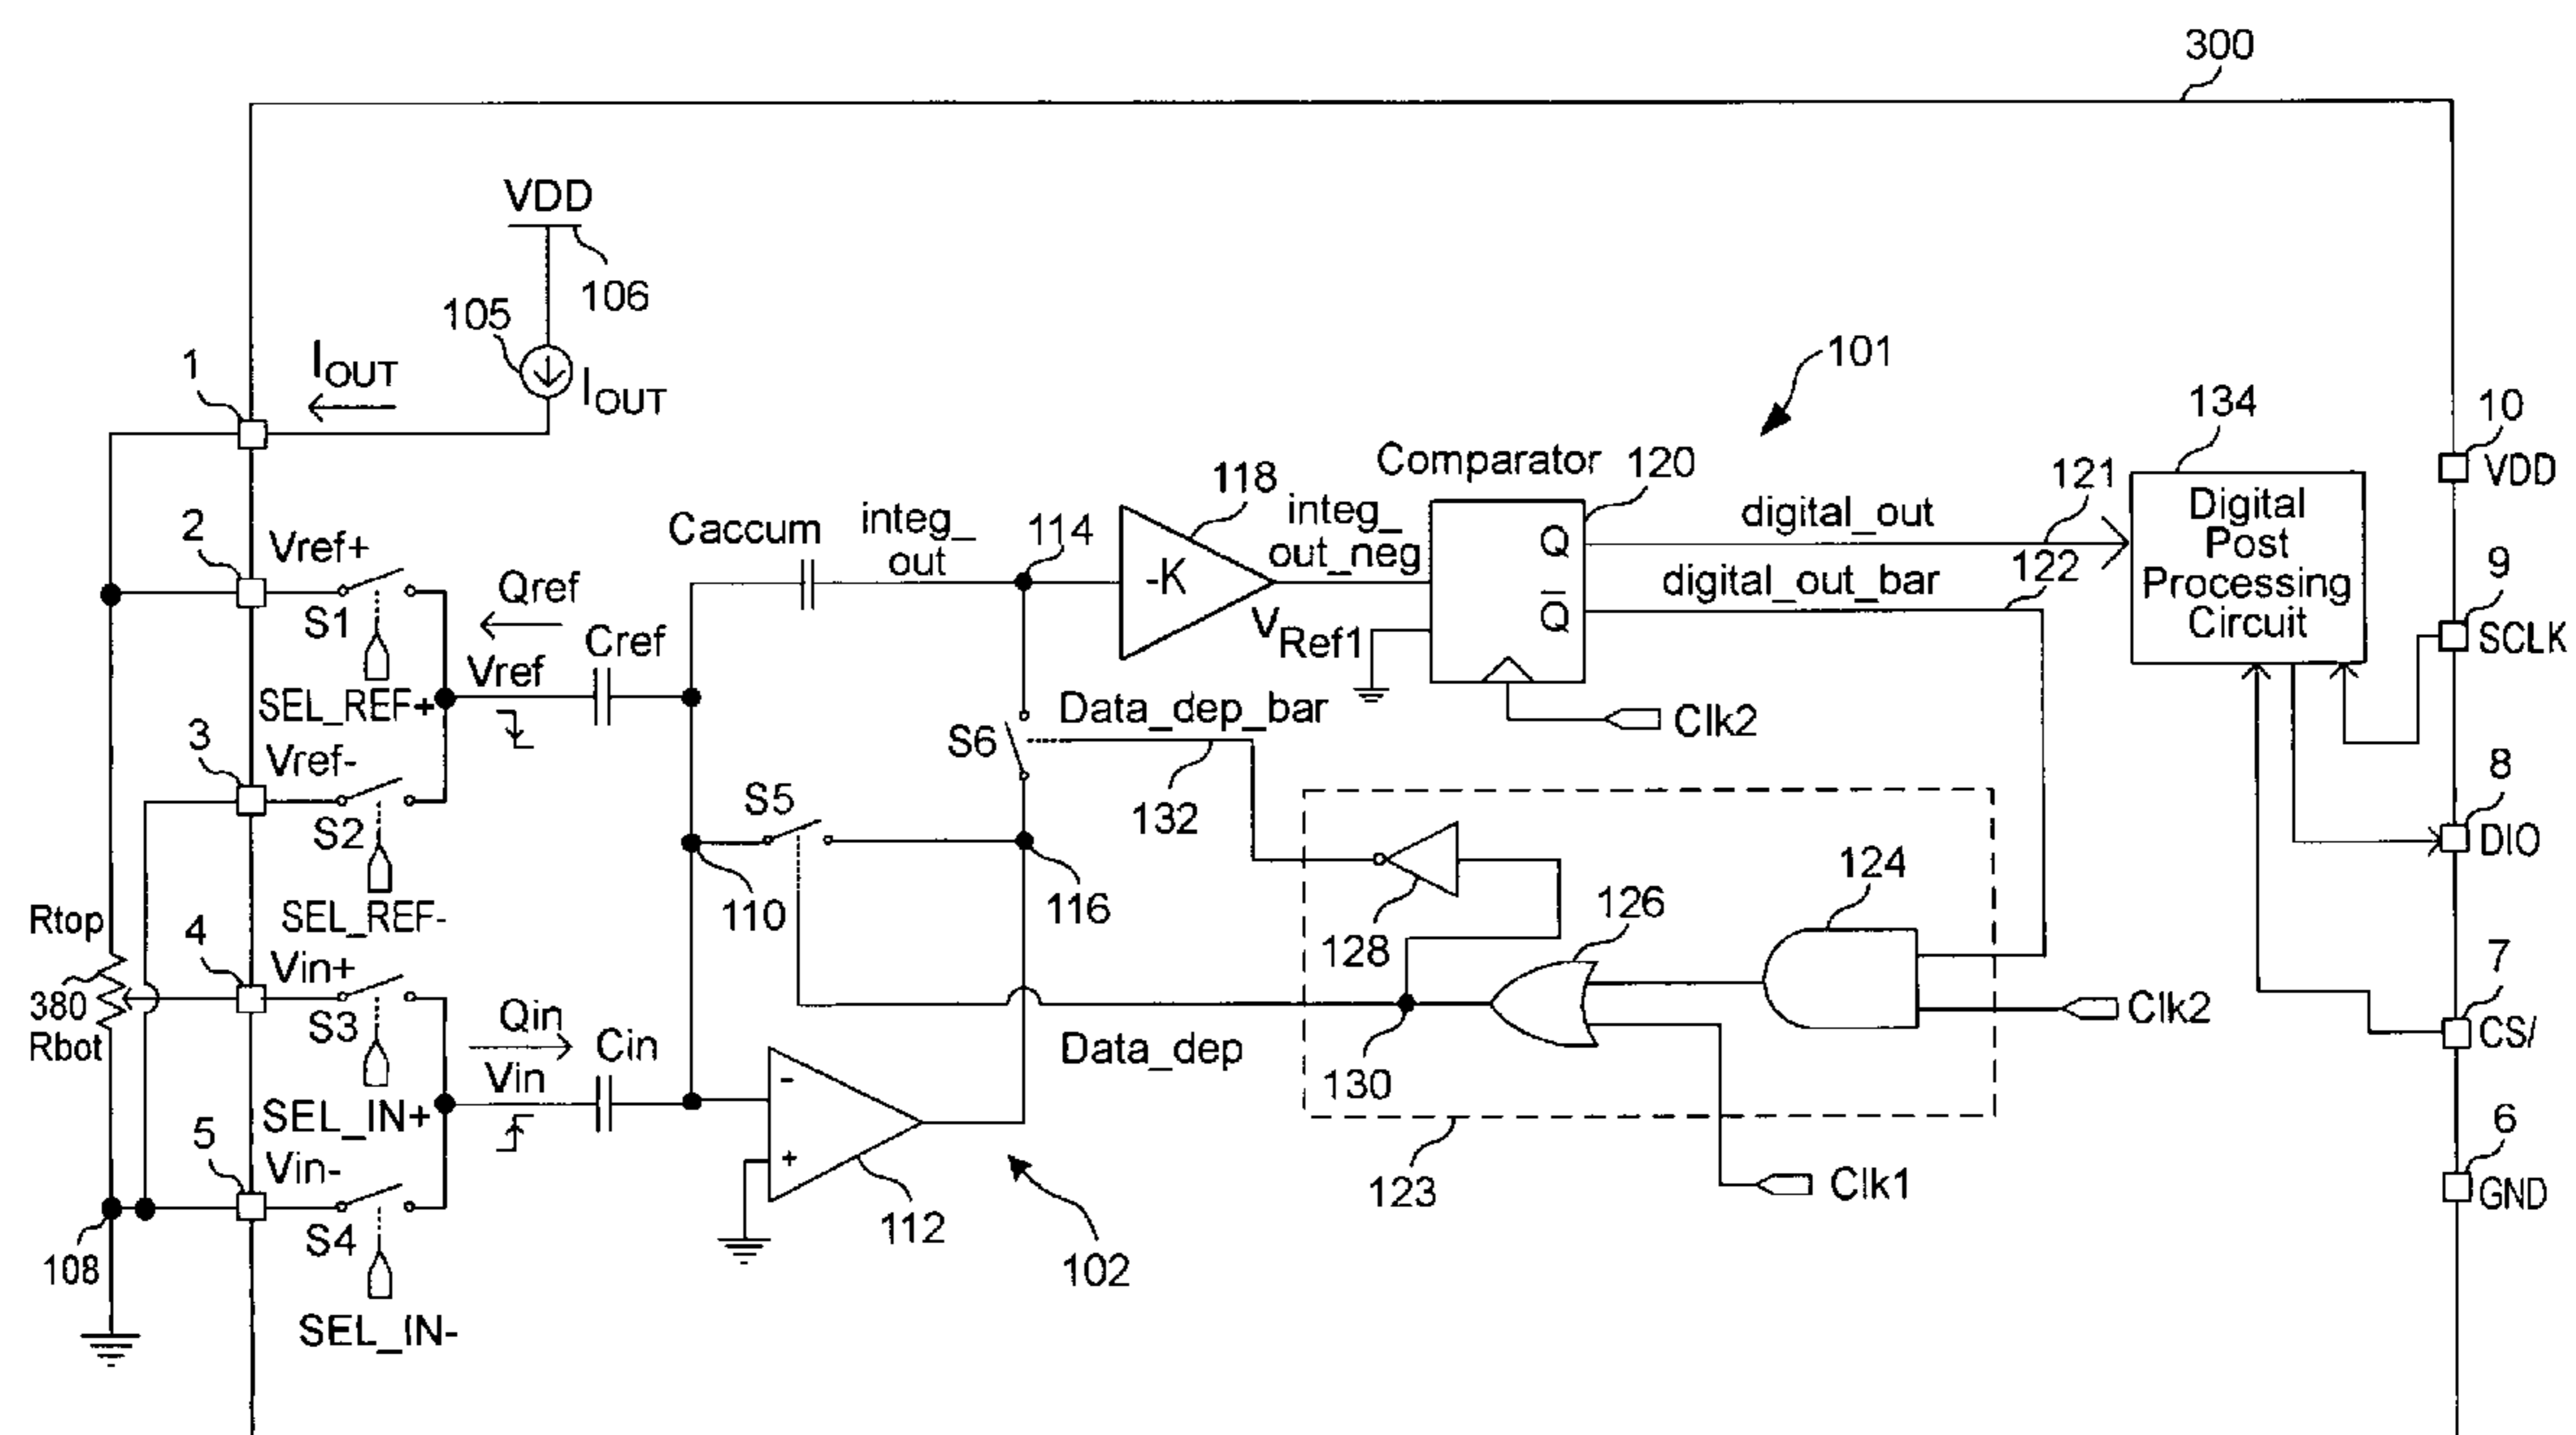 300
VDD
106
105
I_OUT
I_OUT
1
101
134
10
VDD
Comparator
120
118
121
digital_out
Digital
Post
Processing
Circuit
integ_
out_neg
-K
Q
Q̅
digital_out_bar
122
V_Ref1
Caccum
integ_
out
114
2
Vref+
S1
SEL_REF+
Qref
Vref
Cref
9
SCLK
Clk2
Data_dep_bar
S6
132
3
Vref-
S2
SEL_REF-
S5
110
116
8
DIO
124
126
128
Rtop
380
Rbot
4
Vin+
S3
SEL_IN+
Qin
Vin
Cin
Data_dep
130
Clk2
7
CS/
-
+
112
102
123
Clk1
6
GND
5
Vin-
S4
SEL_IN-
108